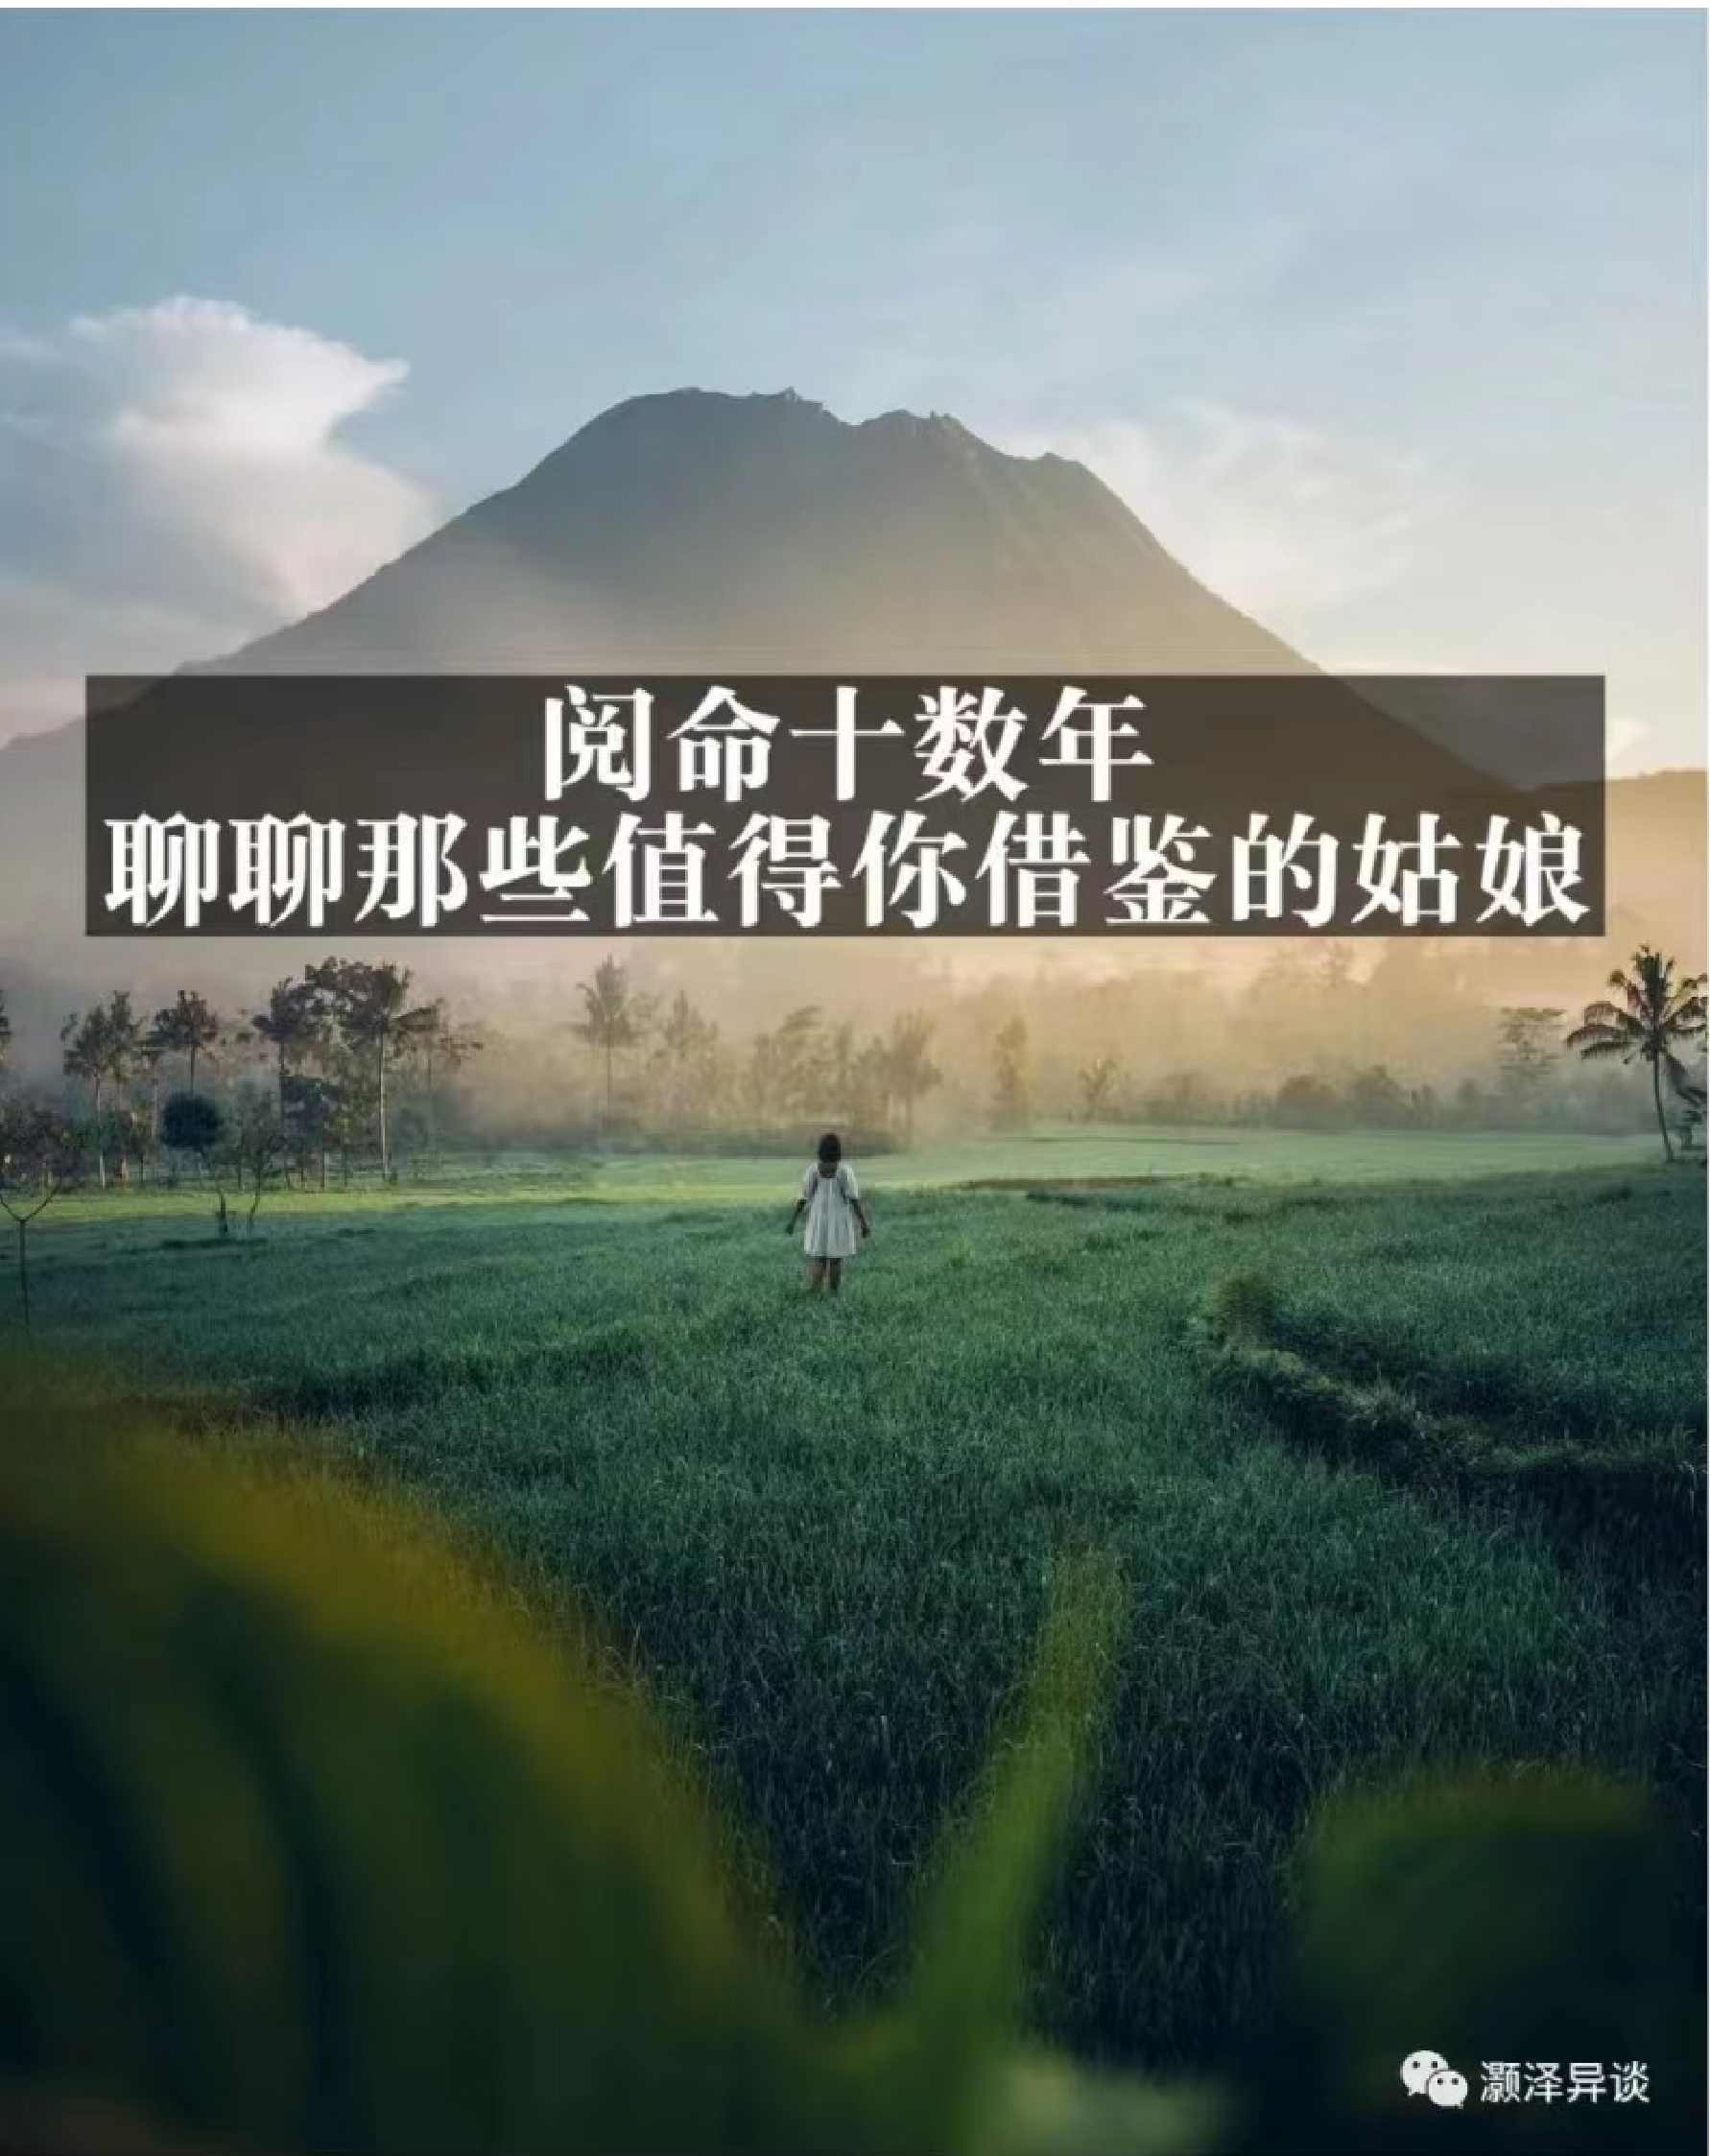 阅命十数年
聊聊那些值得你借鉴的姑娘
灏泽异谈